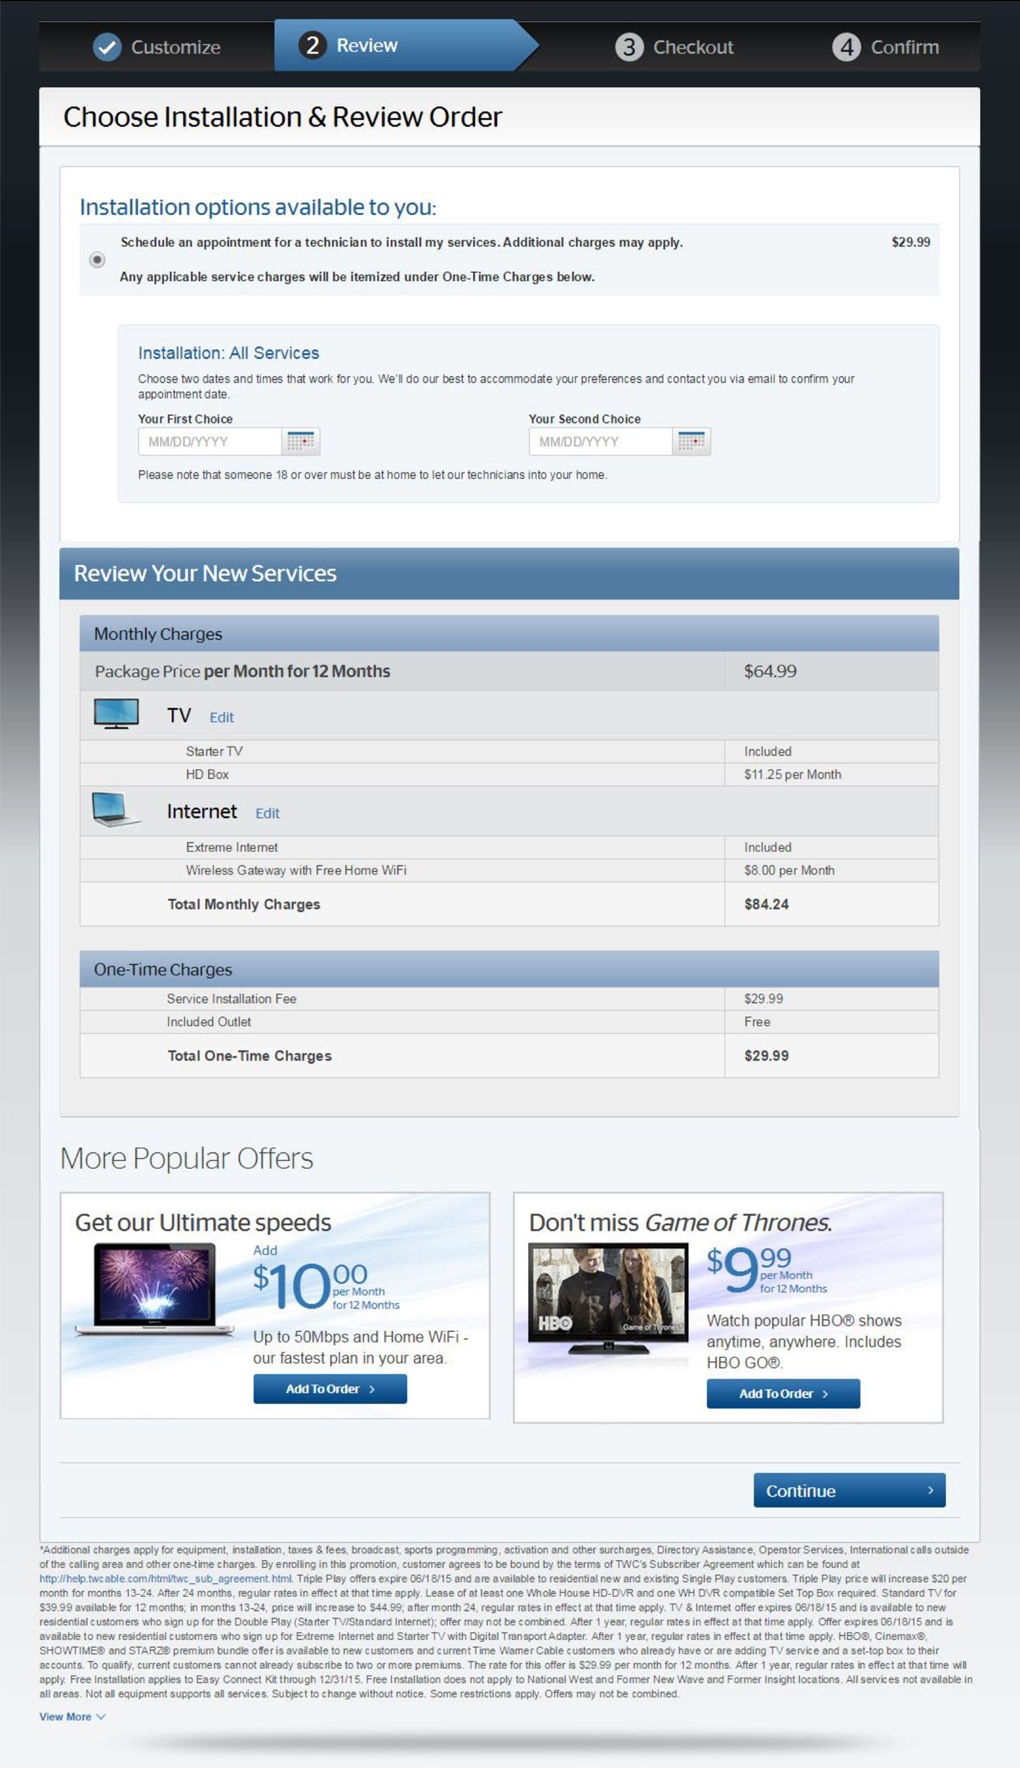 Customize
2 Review
3 Checkout
4 Confirm
Choose Installation & Review Order
Installation options available to you:
Schedule an appointment for a technician to install my services. Additional charges may apply. $29.99
Any applicable service charges will be itemized under One-Time Charges below.
Installation: All Services
Choose two dates and times that work for you. We'll do our best to accommodate your preferences and contact you via email to confirm your
appointment date.
Your First Choice Your Second Choice
MM/DD/YYYY MM/DD/YYYY
Please note that someone 18 or over must be at home to let our technicians into your home.
Review Your New Services
Monthly Charges
Package Price per Month for 12 Months $64.99
TV Edit
Starter TV Included
HD Box $11.25 per Month
Internet Edit
Extreme Internet Included
Wireless Gateway with Free Home WiFi $8.00 per Month
Total Monthly Charges $84.24
One-Time Charges
Service Installation Fee $29.99
Included Outlet Free
Total One-Time Charges $29.99
More Popular Offers
Get our Ultimate speeds
Add
$10.00
per Month
for 12 Months
Up to 50Mbps and Home WiFi -
our fastest plan in your area.
Add To Order >
Don't miss Game of Thrones.
HBO
Game of Thrones
$9 99
per Month
for 12 Months
Watch popular HBO® shows
anytime, anywhere. Includes
HBO GO®.
Add To Order >
Continue >
*Additional charges apply for equipment, installation, taxes & fees, broadcast, sports programming, activation and other surcharges, Directory Assistance, Operator Services, International calls outside
of the calling area and other one-time charges. By enrolling in this promotion, customer agrees to be bound by the terms of TWC's Subscriber Agreement which can be found at
http://help.twcable.com/html/twc_sub_agreement.html. Triple Play offers expire 06/18/15 and are available to residential new and existing Single Play customers. Triple Play price will increase $20 per
month for months 13-24. After 24 months, regular rates in effect at that time apply. Lease of at least one Whole House HD-DVR and one WH DVR compatible Set Top Box required. Standard TV for
$39.99 available for 12 months; in months 13-24, price will increase to $44.99; after month 24, regular rates in effect at that time apply. TV & Internet offer expires 06/18/15 and is available to new
residential customers who sign up for the Double Play (Starter TV/Standard Internet); offer may not be combined. After 1 year, regular rates in effect at that time apply. Offer expires 06/18/15 and is
available to new residential customers who sign up for Extreme Internet and Starter TV with Digital Transport Adapter. After 1 year, regular rates in effect at that time apply. HBO®, Cinemax®,
SHOWTIME® and STARZ® premium bundle offer is available to new customers and current Time Warner Cable customers who already have or are adding TV service and a set-top box to their
accounts. To qualify, current customers cannot already subscribe to two or more premiums. The rate for this offer is $29.99 per month for 12 months. After 1 year, regular rates in effect at that time will
apply. Free Installation applies to Easy Connect Kit through 12/31/15. Free Installation does not apply to National West and Former New Wave and Former Insight locations. All services not available in
all areas. Not all equipment supports all services. Subject to change without notice. Some restrictions apply. Offers may not be combined.
View More